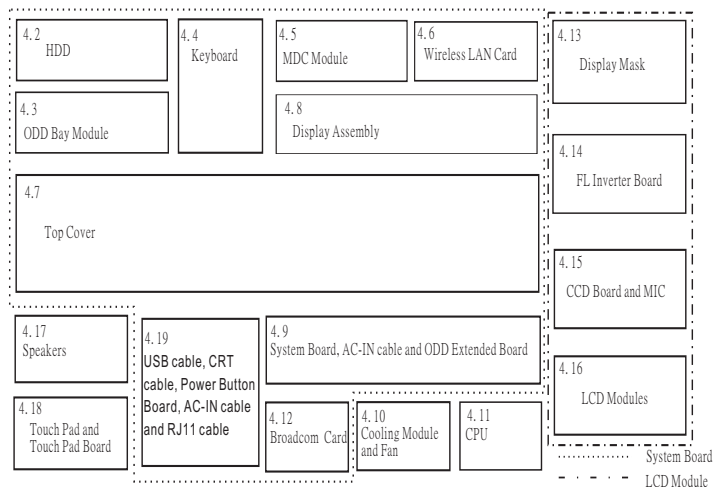 4.2
HDD
4.4
Keyboard
4.5
MDC Module
4.6
Wireless LAN Card
4.13
Display Mask
4.3
ODD Bay Module
4.8
Display Assembly
4.14
FL Inverter Board
4.7
Top Cover
4.15
CCD Board and MIC
4.17
Speakers
4.19
USB cable, CRT
cable, Power Button
Board, AC-IN cable
and RJ11 cable
4.9
System Board, AC-IN cable and ODD Extended Board
4.16
LCD Modules
4.18
Touch Pad and
Touch Pad Board
4.12
Broadcom Card
4.10
Cooling Module
and Fan
4.11
CPU
System Board
LCD Module